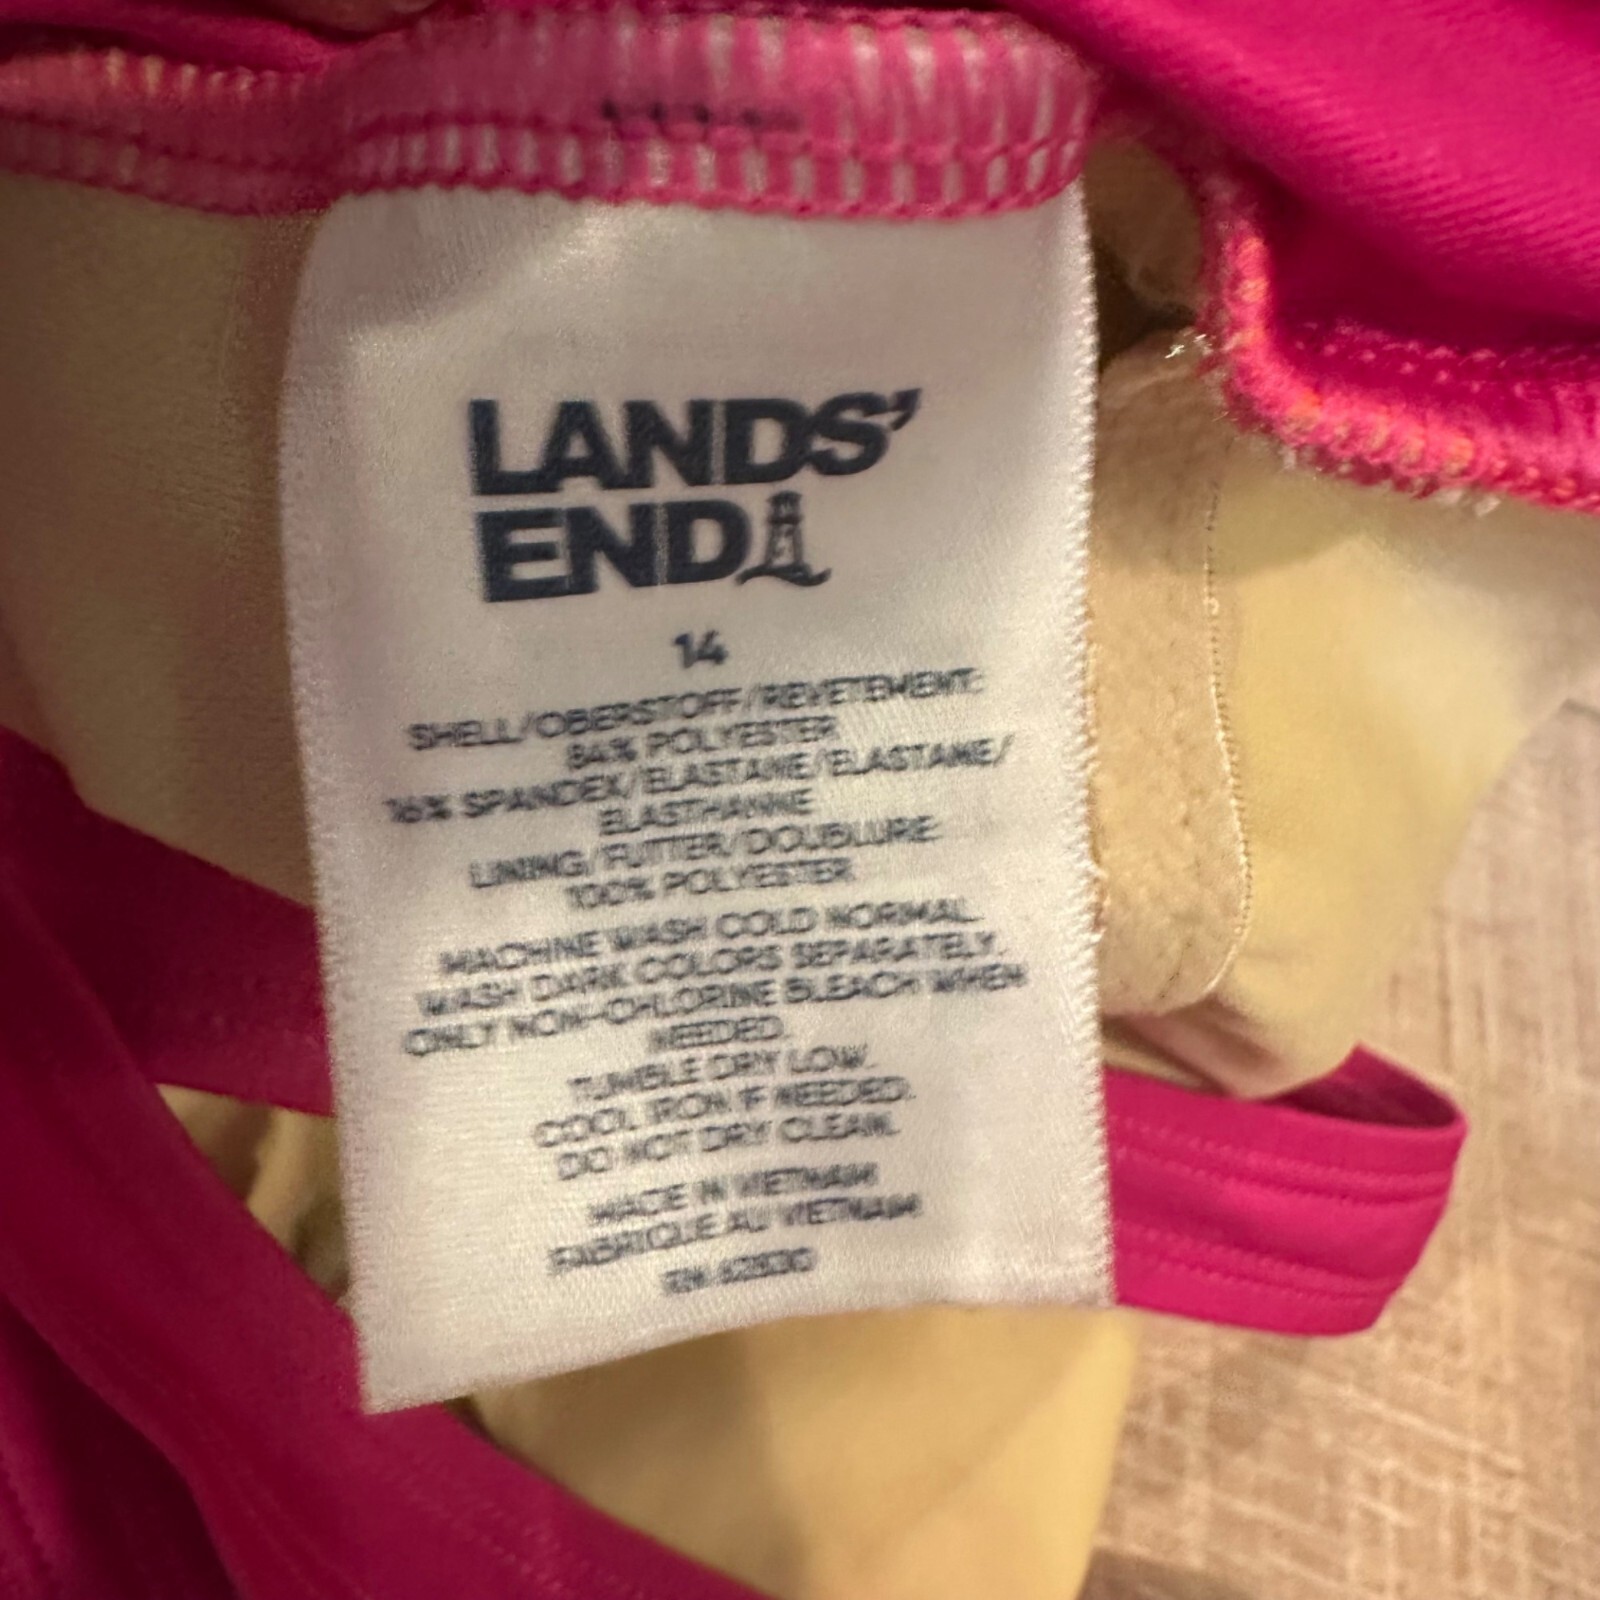 LANDS'
END
14
SHELL/OBERSTOFF/REVETEMENT:
84% POLYESTER
16% SPANDEX/ELASTANE/ELASTANE/
ELASTHANNE
LINING/FUTTER/DOUBLURE:
100% POLYESTER
MACHINE WASH COLD NORMAL.
WASH DARK COLORS SEPARATELY.
ONLY NON-CHLORINE BLEACH WHEN
NEEDED.
TUMBLE DRY LOW.
COOL IRON IF NEEDED.
DO NOT DRY CLEAN.
MADE IN VIETNAM
FABRIQUE AU VIETNAM
RN 62830